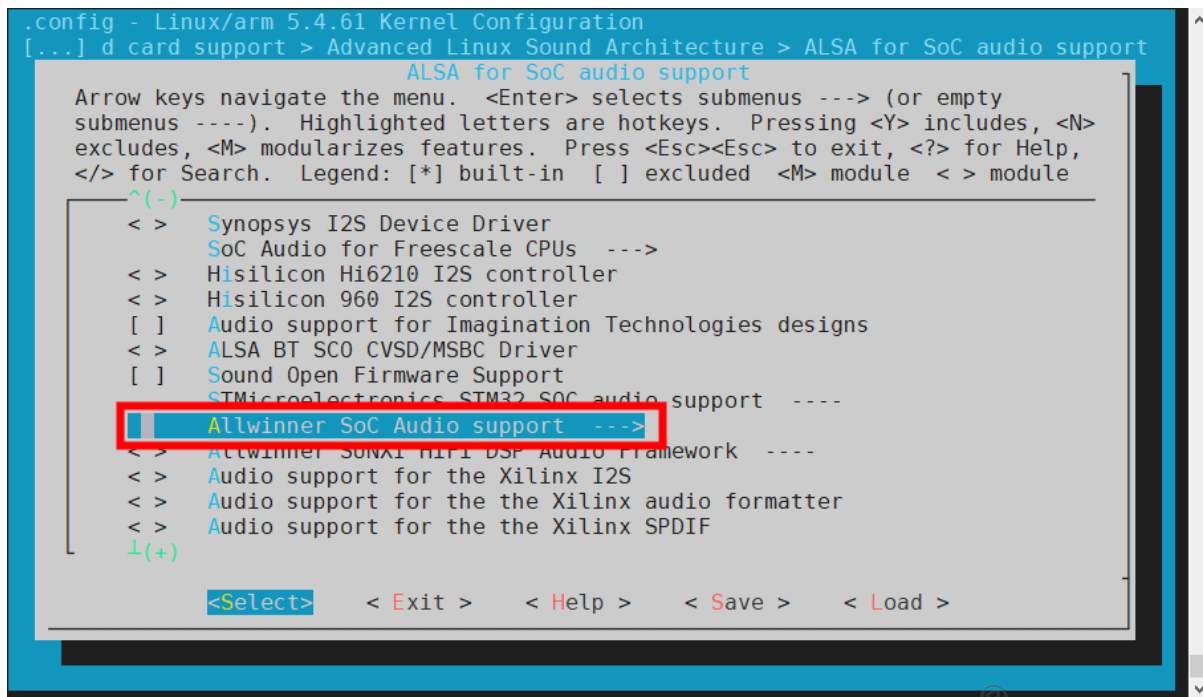 .config - Linux/arm 5.4.61 Kernel Configuration
[...] d card support > Advanced Linux Sound Architecture > ALSA for SoC audio support
ALSA for SoC audio support
Arrow keys navigate the menu.  <Enter> selects submenus ---> (or empty
submenus ----).  Highlighted letters are hotkeys.  Pressing <Y> includes, <N>
excludes, <M> modularizes features.  Press <Esc><Esc> to exit, <?> for Help,
</> for Search.  Legend: [*] built-in  [ ] excluded  <M> module  < > module
^(-)
< >   Synopsys I2S Device Driver
SoC Audio for Freescale CPUs  --->
< >   Hisilicon Hi6210 I2S controller
< >   Hisilicon 960 I2S controller
[ ]   Audio support for Imagination Technologies designs
< >   ALSA BT SCO CVSD/MSBC Driver
[ ]   Sound Open Firmware Support
STMicroelectronics STM32 SOC audio support  ----
Allwinner SoC Audio support  --->
< >   Allwinner SUNXI HIFI DSP Audio Framework  ----
< >   Audio support for the Xilinx I2S
< >   Audio support for the the Xilinx audio formatter
< >   Audio support for the the Xilinx SPDIF
┴(+)
<Select>    < Exit >    < Help >    < Save >    < Load >